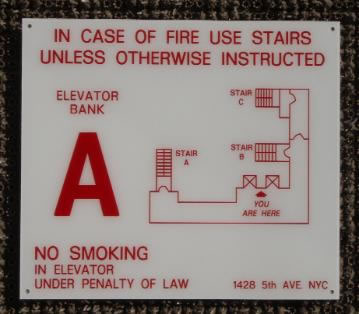 IN CASE OF FIRE USE STAIRS
UNLESS OTHERWISE INSTRUCTED
ELEVATOR
BANK
A
STAIR
C
STAIR
B
STAIR
A
YOU
ARE HERE
NO SMOKING
IN ELEVATOR
UNDER PENALTY OF LAW
1428 5th AVE. NYC